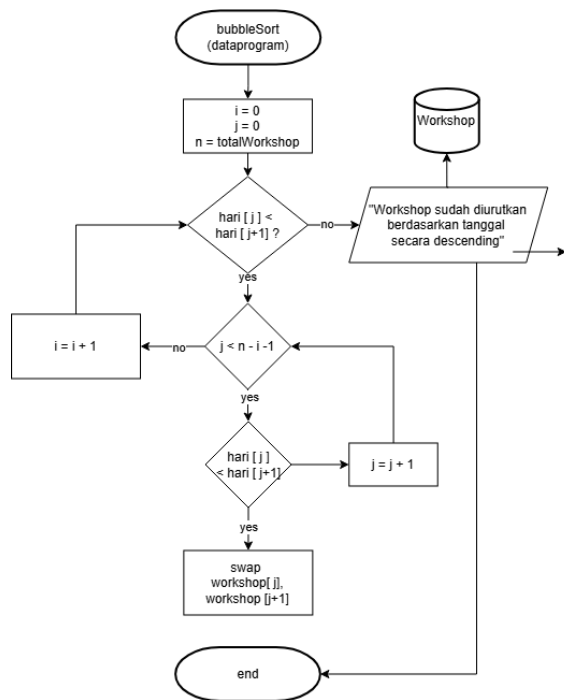 bubbleSort
(dataprogram)
i = 0
j = 0
n = totalWorkshop
Workshop
hari [ j ] <
hari [ j+1] ?
no
"Workshop sudah diurutkan
berdasarkan tanggal
secara descending"
yes
i = i + 1
no
j < n - i -1
yes
hari [ j ]
< hari [ j+1]
j = j + 1
yes
swap
workshop[ j],
workshop [j+1]
end